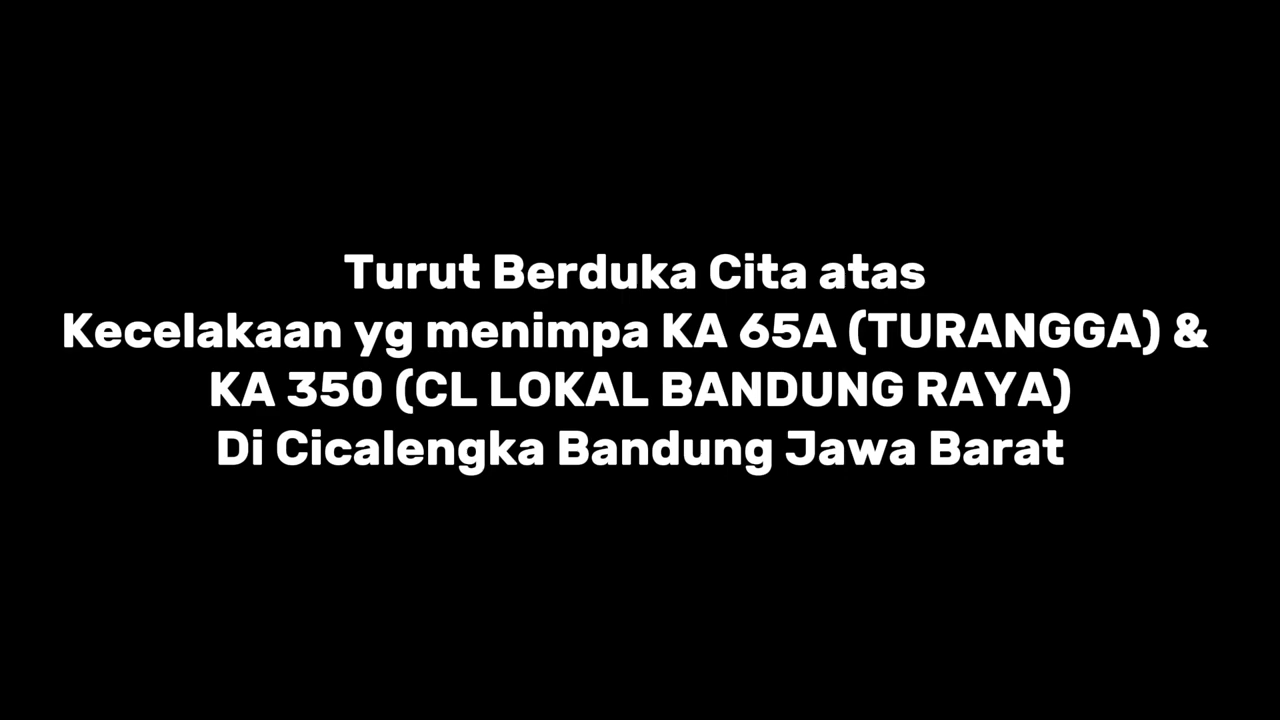 Turut Berduka Cita atas
Kecelakaan yg menimpa KA 65A (TURANGGA) &
KA 350 (CL LOKAL BANDUNG RAYA)
Di Cicalengka Bandung Jawa Barat